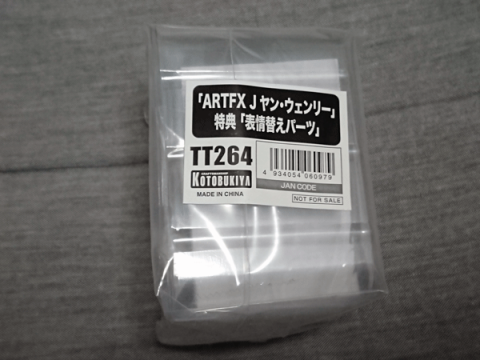 「ARTFX J ヤン・ウェンリー」
特典「表情替えパーツ」
TT264
KOTOBUKIYA
MADE IN CHINA
4 934054 060979
JAN CODE
NOT FOR SALE